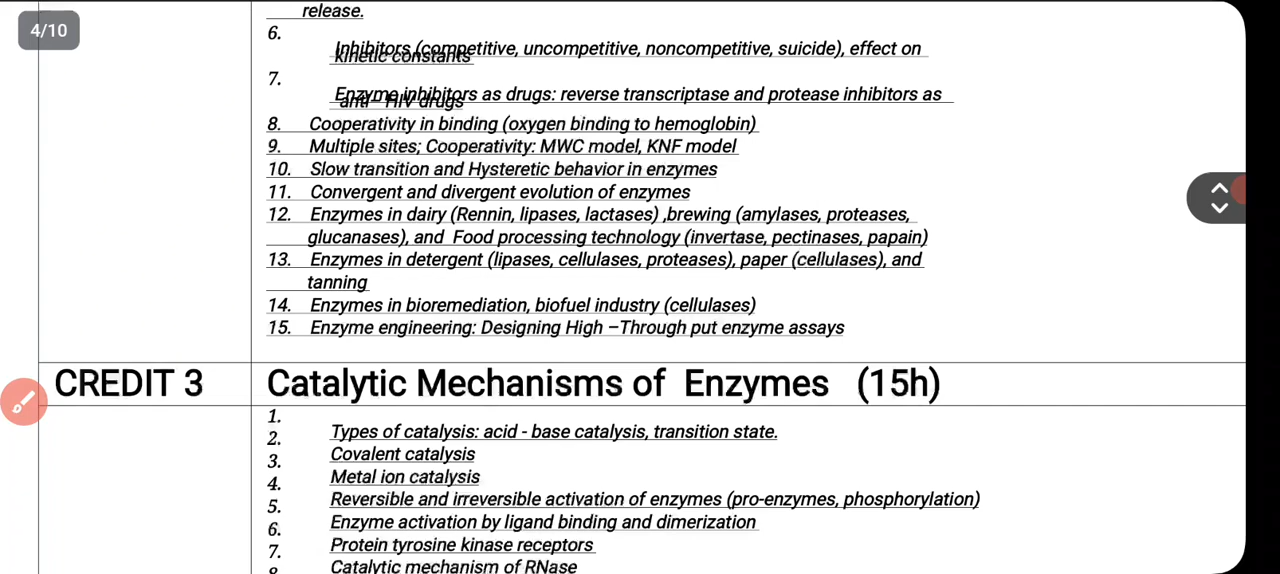 4/10
release.
6.
Inhibitors (competitive, uncompetitive, noncompetitive, suicide), effect on
kinetic constants
7.
Enzyme inhibitors as drugs: reverse transcriptase and protease inhibitors as
anti – HIV drugs
8. Cooperativity in binding (oxygen binding to hemoglobin)
9. Multiple sites; Cooperativity: MWC model, KNF model
10. Slow transition and Hysteretic behavior in enzymes
11. Convergent and divergent evolution of enzymes
12. Enzymes in dairy (Rennin, lipases, lactases) ,brewing (amylases, proteases,
glucanases), and Food processing technology (invertase, pectinases, papain)
13. Enzymes in detergent (lipases, cellulases, proteases), paper (cellulases), and
tanning
14. Enzymes in bioremediation, biofuel industry (cellulases)
15. Enzyme engineering: Designing High –Through put enzyme assays
CREDIT 3 Catalytic Mechanisms of Enzymes (15h)
1.
Types of catalysis: acid - base catalysis, transition state.
2.
Covalent catalysis
3.
Metal ion catalysis
4.
Reversible and irreversible activation of enzymes (pro-enzymes, phosphorylation)
5.
Enzyme activation by ligand binding and dimerization
6.
Protein tyrosine kinase receptors
7.
Catalytic mechanism of RNase
8.